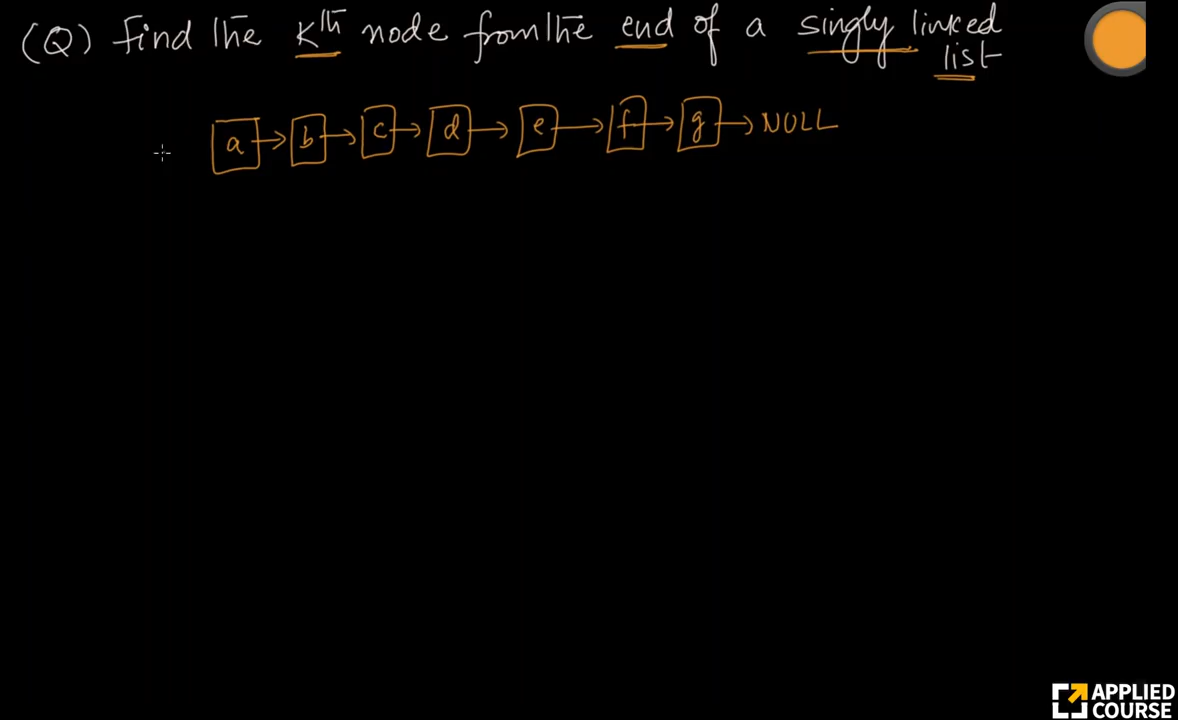 (Q) Find the Kth node from the end of a singly linked
list
a b c d e f g NULL
APPLIED
COURSE